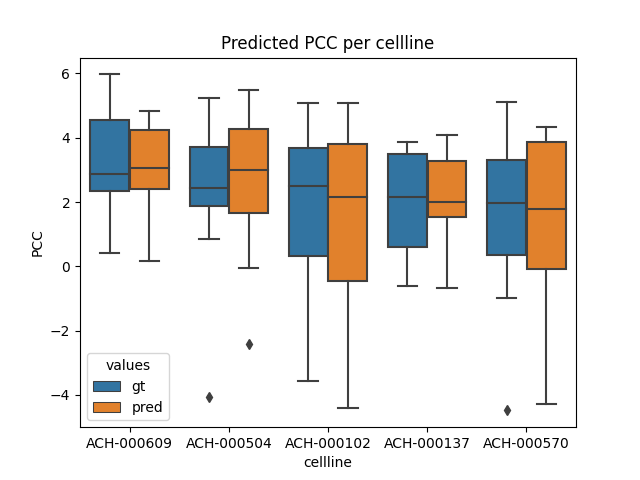 Predicted PCC per cellline
6
4
2
0
−2
−4
PCC
values
gt
pred
ACH-000609 ACH-000504 ACH-000102 ACH-000137 ACH-000570
cellline